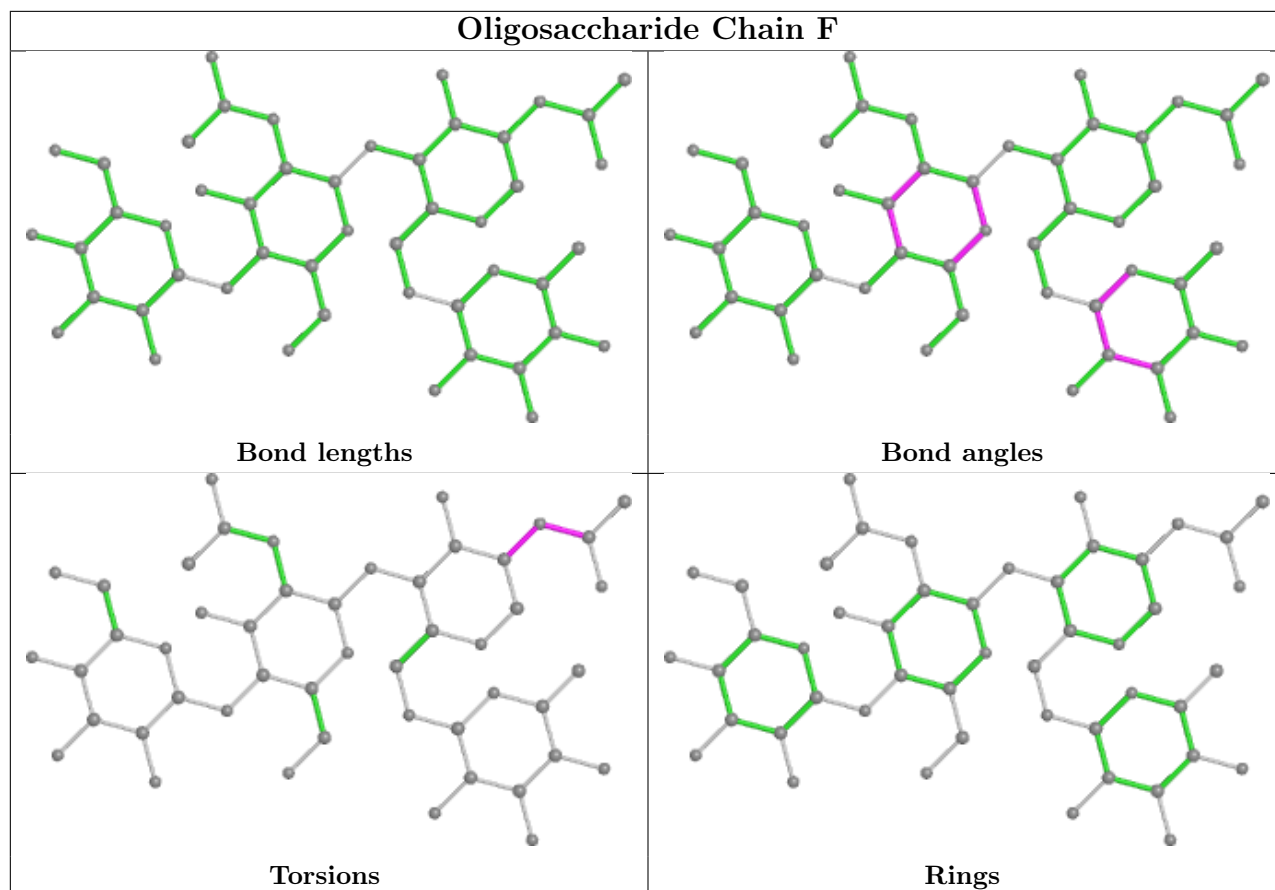 Oligosaccharide Chain F
Bond lengths
Bond angles
Torsions
Rings